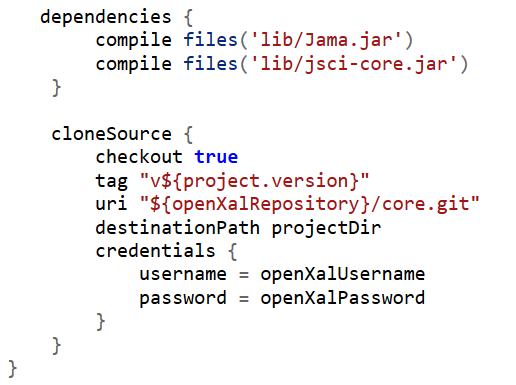 dependencies {
compile files('lib/Jama.jar')
compile files('lib/jsci-core.jar')
}
cloneSource {
checkout true
tag "v${project.version}"
uri "${openXalRepository}/core.git"
destinationPath projectDir
credentials {
username = openXalUsername
password = openXalPassword
}
}
}